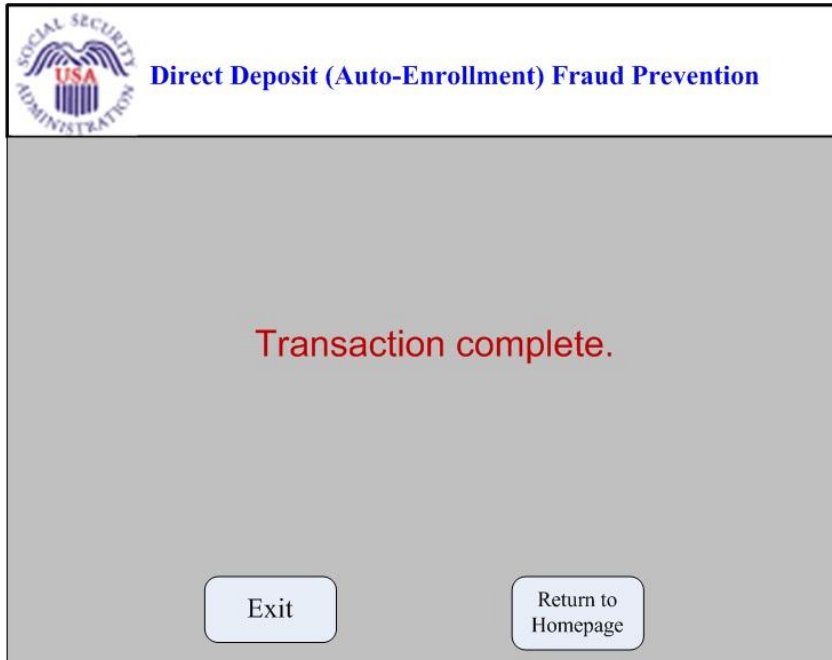 SOCIAL SECURITY
USA
ADMINISTRATION
Direct Deposit (Auto-Enrollment) Fraud Prevention
Transaction complete.
Exit
Return to
Homepage